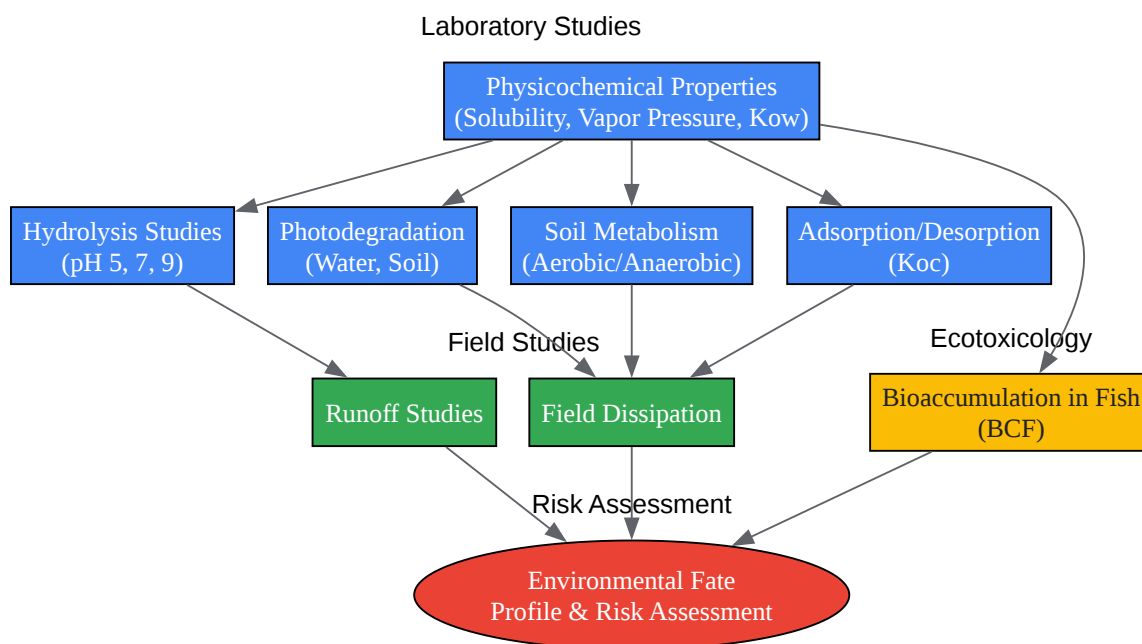 Laboratory Studies
Physicochemical Properties
(Solubility, Vapor Pressure, Kow)
Hydrolysis Studies
(pH 5, 7, 9)
Photodegradation
(Water, Soil)
Soil Metabolism
(Aerobic/Anaerobic)
Adsorption/Desorption
(Koc)
Field Studies
Ecotoxicology
Runoff Studies
Field Dissipation
Bioaccumulation in Fish
(BCF)
Risk Assessment
Environmental Fate
Profile & Risk Assessment